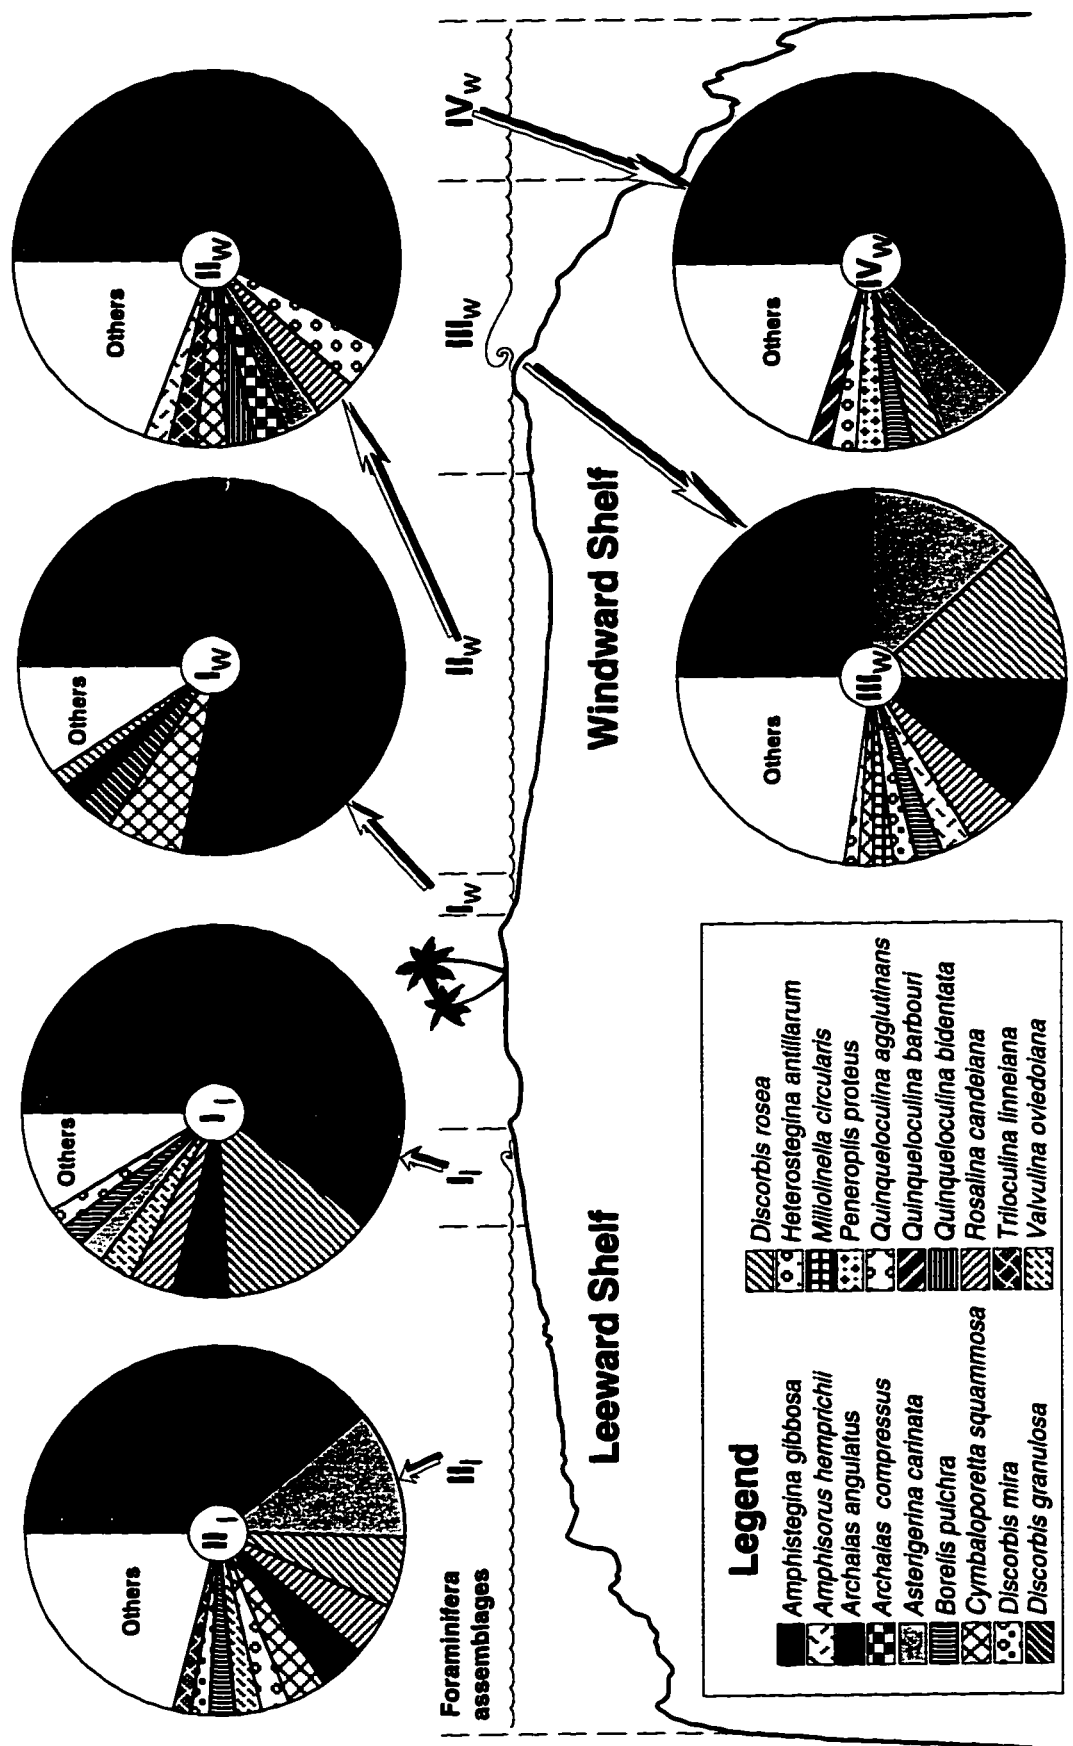 Foraminifera
assemblages
II l
I l
I W
II W
III W
IV W
Others
II l
Others
I l
Others
I W
Others
II W
Leeward Shelf
Windward Shelf
Others
III W
Others
IV W
Legend
Amphistegina gibbosa
Amphisorus hemprichii
Archaias angulatus
Archaias compressus
Asterigerina carinata
Borelis pulchra
Cymbaloporetta squammosa
Discorbis mira
Discorbis granulosa
Discorbis rosea
Heterostegina antillarum
Miliolinella circularis
Peneroplis proteus
Quinqueloculina agglutinans
Quinqueloculina barbouri
Quinqueloculina bidentata
Rosalina candeiana
Triloculina linneiana
Valvulina oviedoiana